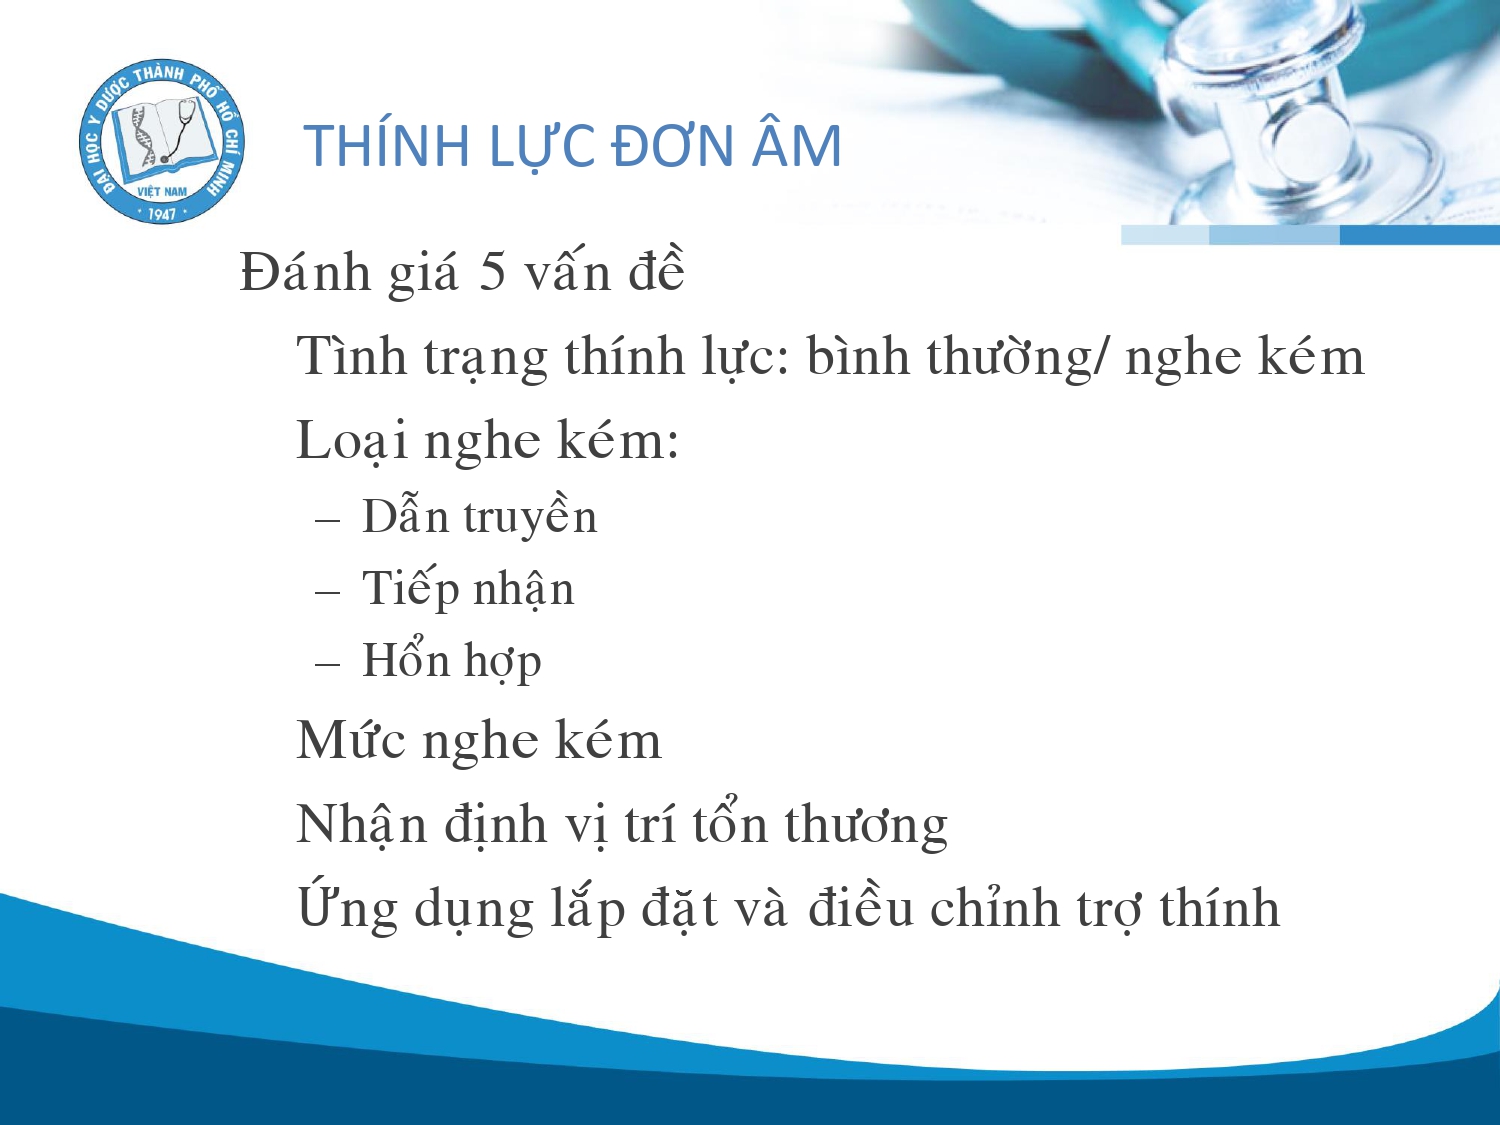 ĐẠI HỌC Y DƯỢC THÀNH PHỐ HỒ CHÍ MINH
VIỆT NAM
1947
THÍNH LỰC ĐƠN ÂM
Đánh giá 5 vấn đề
Tình trạng thính lực: bình thường/ nghe kém
Loại nghe kém:
– Dẫn truyền
– Tiếp nhận
– Hổn hợp
Mức nghe kém
Nhận định vị trí tổn thương
Ứng dụng lắp đặt và điều chỉnh trợ thính